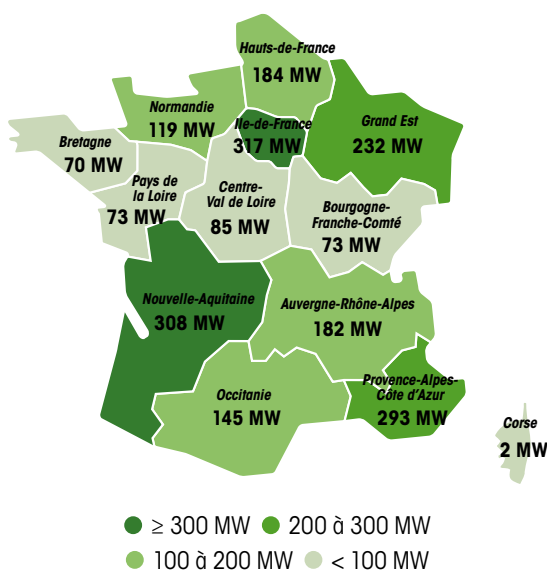 Hauts-de-France
184 MW
Normandie
119 MW
Ile-de-France
317 MW
Grand Est
232 MW
Bretagne
70 MW
Pays de
la Loire
73 MW
Centre-
Val de Loire
85 MW
Bourgogne-
Franche-Comté
73 MW
Nouvelle-Aquitaine
308 MW
Auvergne-Rhône-Alpes
182 MW
Occitanie
145 MW
Provence-Alpes-
Côte d'Azur
293 MW
Corse
2 MW
≥ 300 MW 200 à 300 MW
100 à 200 MW < 100 MW